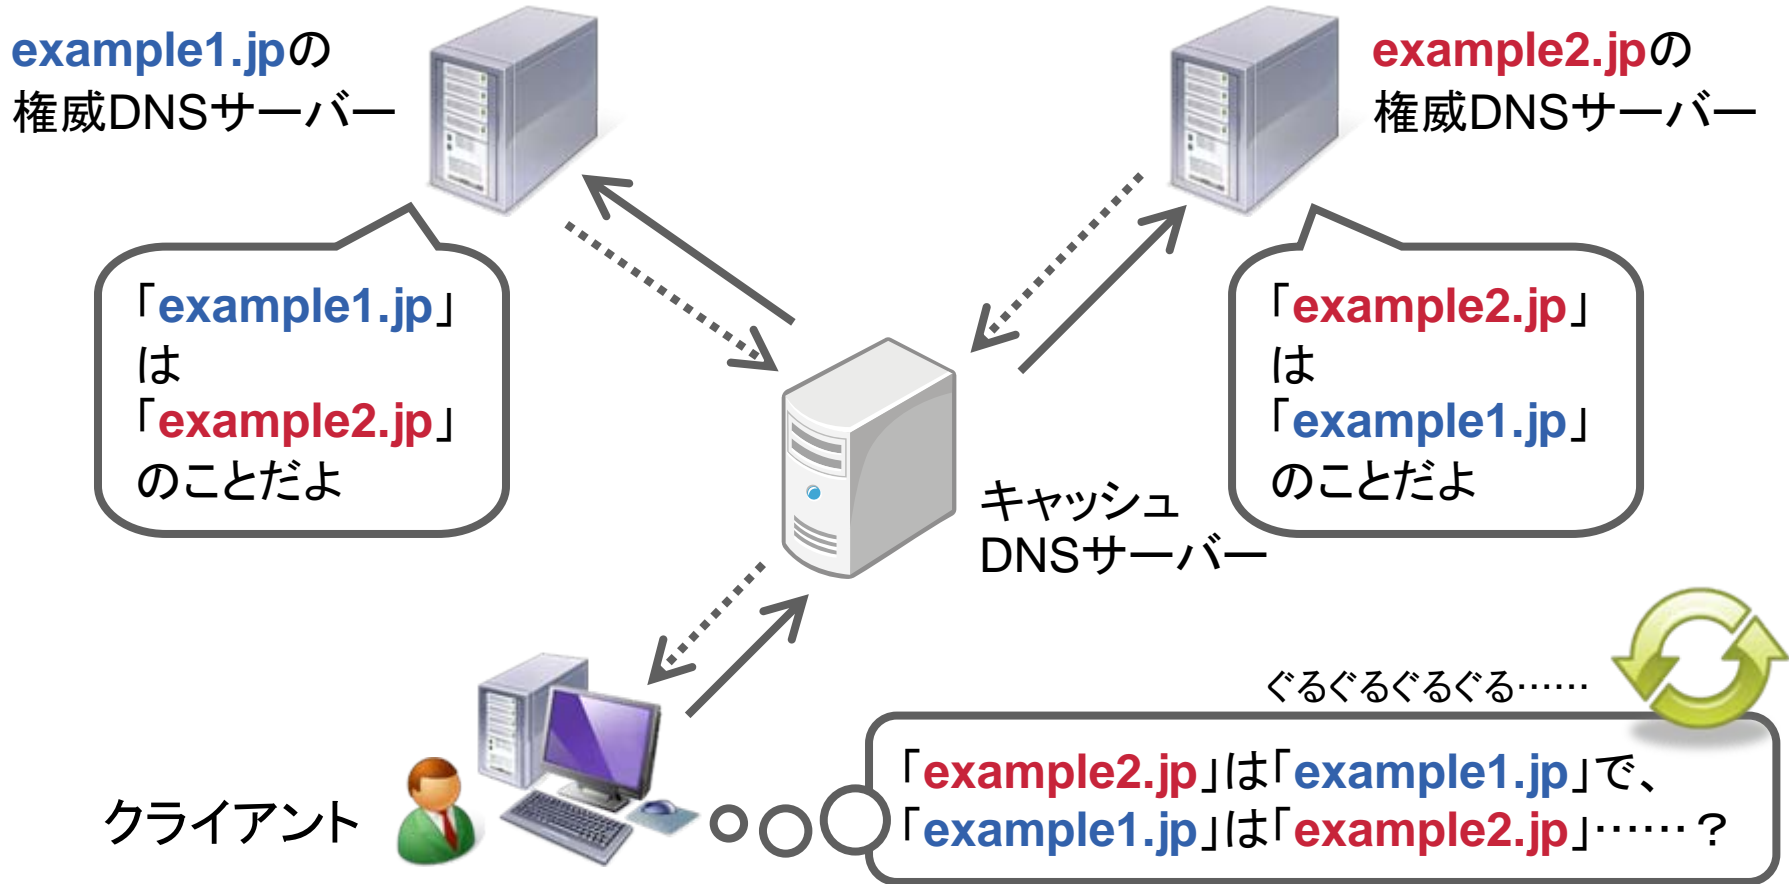 example1.jpの
権威DNSサーバー
example2.jpの
権威DNSサーバー
「example1.jp」
は
「example2.jp」
のことだよ
「example2.jp」
は
「example1.jp」
のことだよ
キャッシュ
DNSサーバー
ぐるぐるぐるぐる……
「example2.jp」は「example1.jp」で、
「example1.jp」は「example2.jp」……？
クライアント